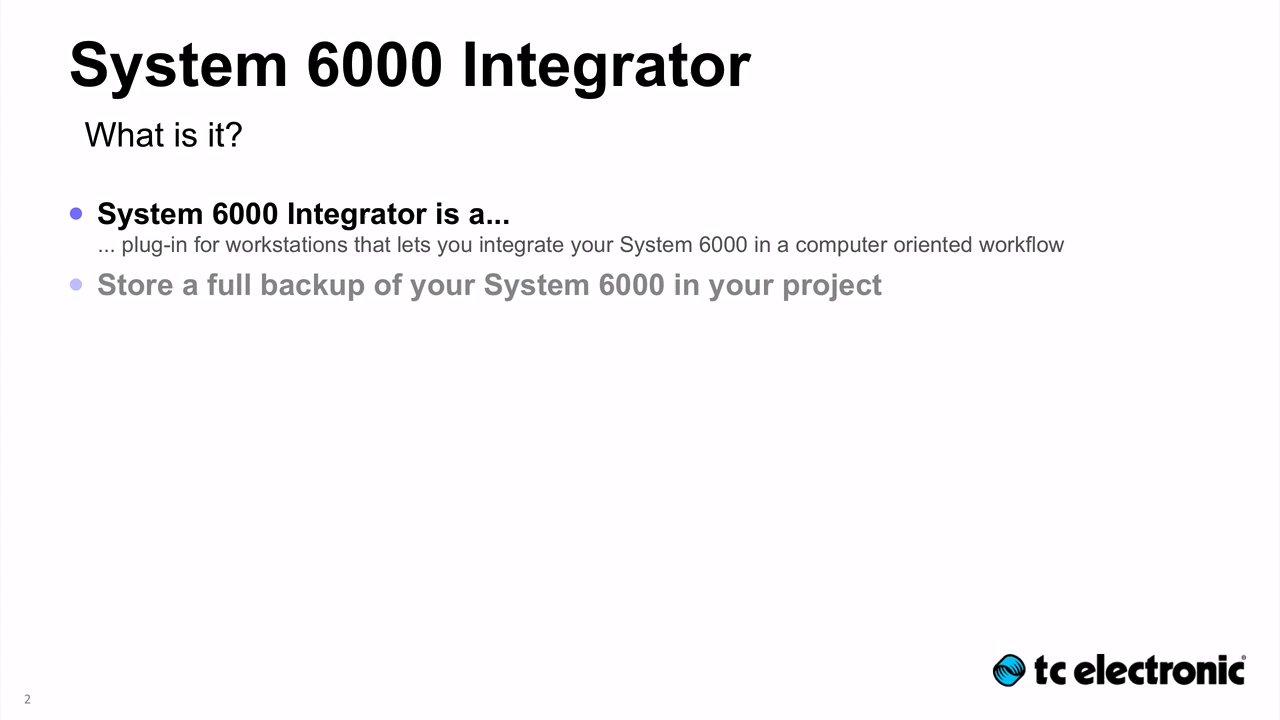 System 6000 Integrator
What is it?
System 6000 Integrator is a...
... plug-in for workstations that lets you integrate your System 6000 in a computer oriented workflow
Store a full backup of your System 6000 in your project
tc electronic®
2